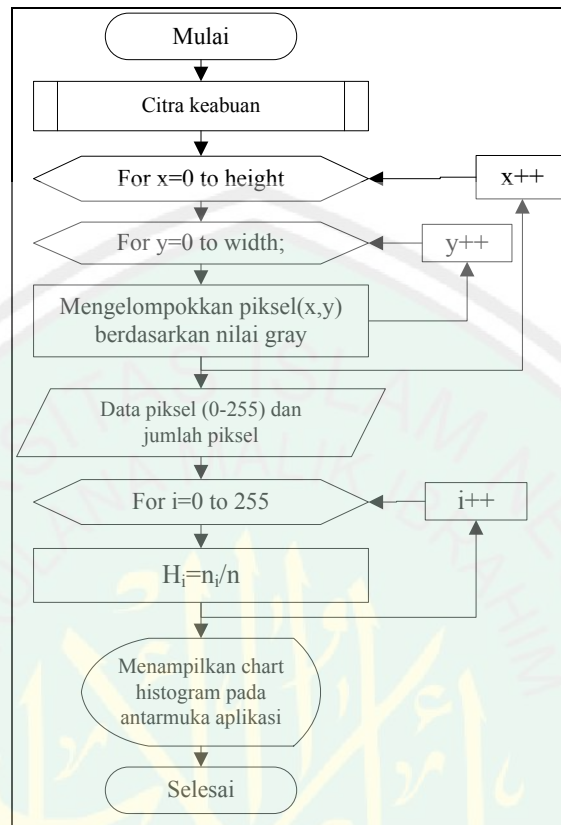 Mulai
Citra keabuan
For x=0 to height
x++
For y=0 to width;
y++
Mengelompokkan piksel(x,y)
berdasarkan nilai gray
Data piksel (0-255) dan
jumlah piksel
For i=0 to 255
i++
Hᵢ=nᵢ/n
Menampilkan chart
histogram pada
antarmuka aplikasi
Selesai